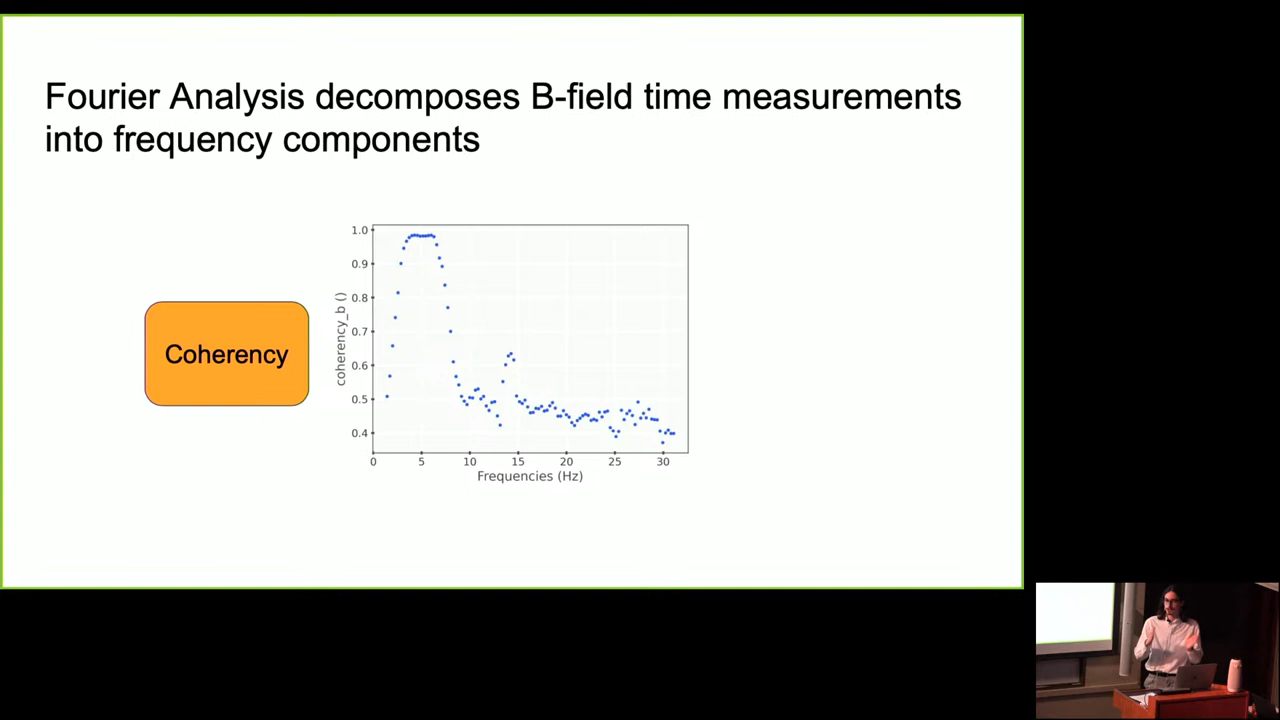 Fourier Analysis decomposes B-field time measurements
into frequency components
Coherency
coherency_b ()
1.0
0.9
0.8
0.7
0.6
0.5
0.4
0 5 10 15 20 25 30
Frequencies (Hz)